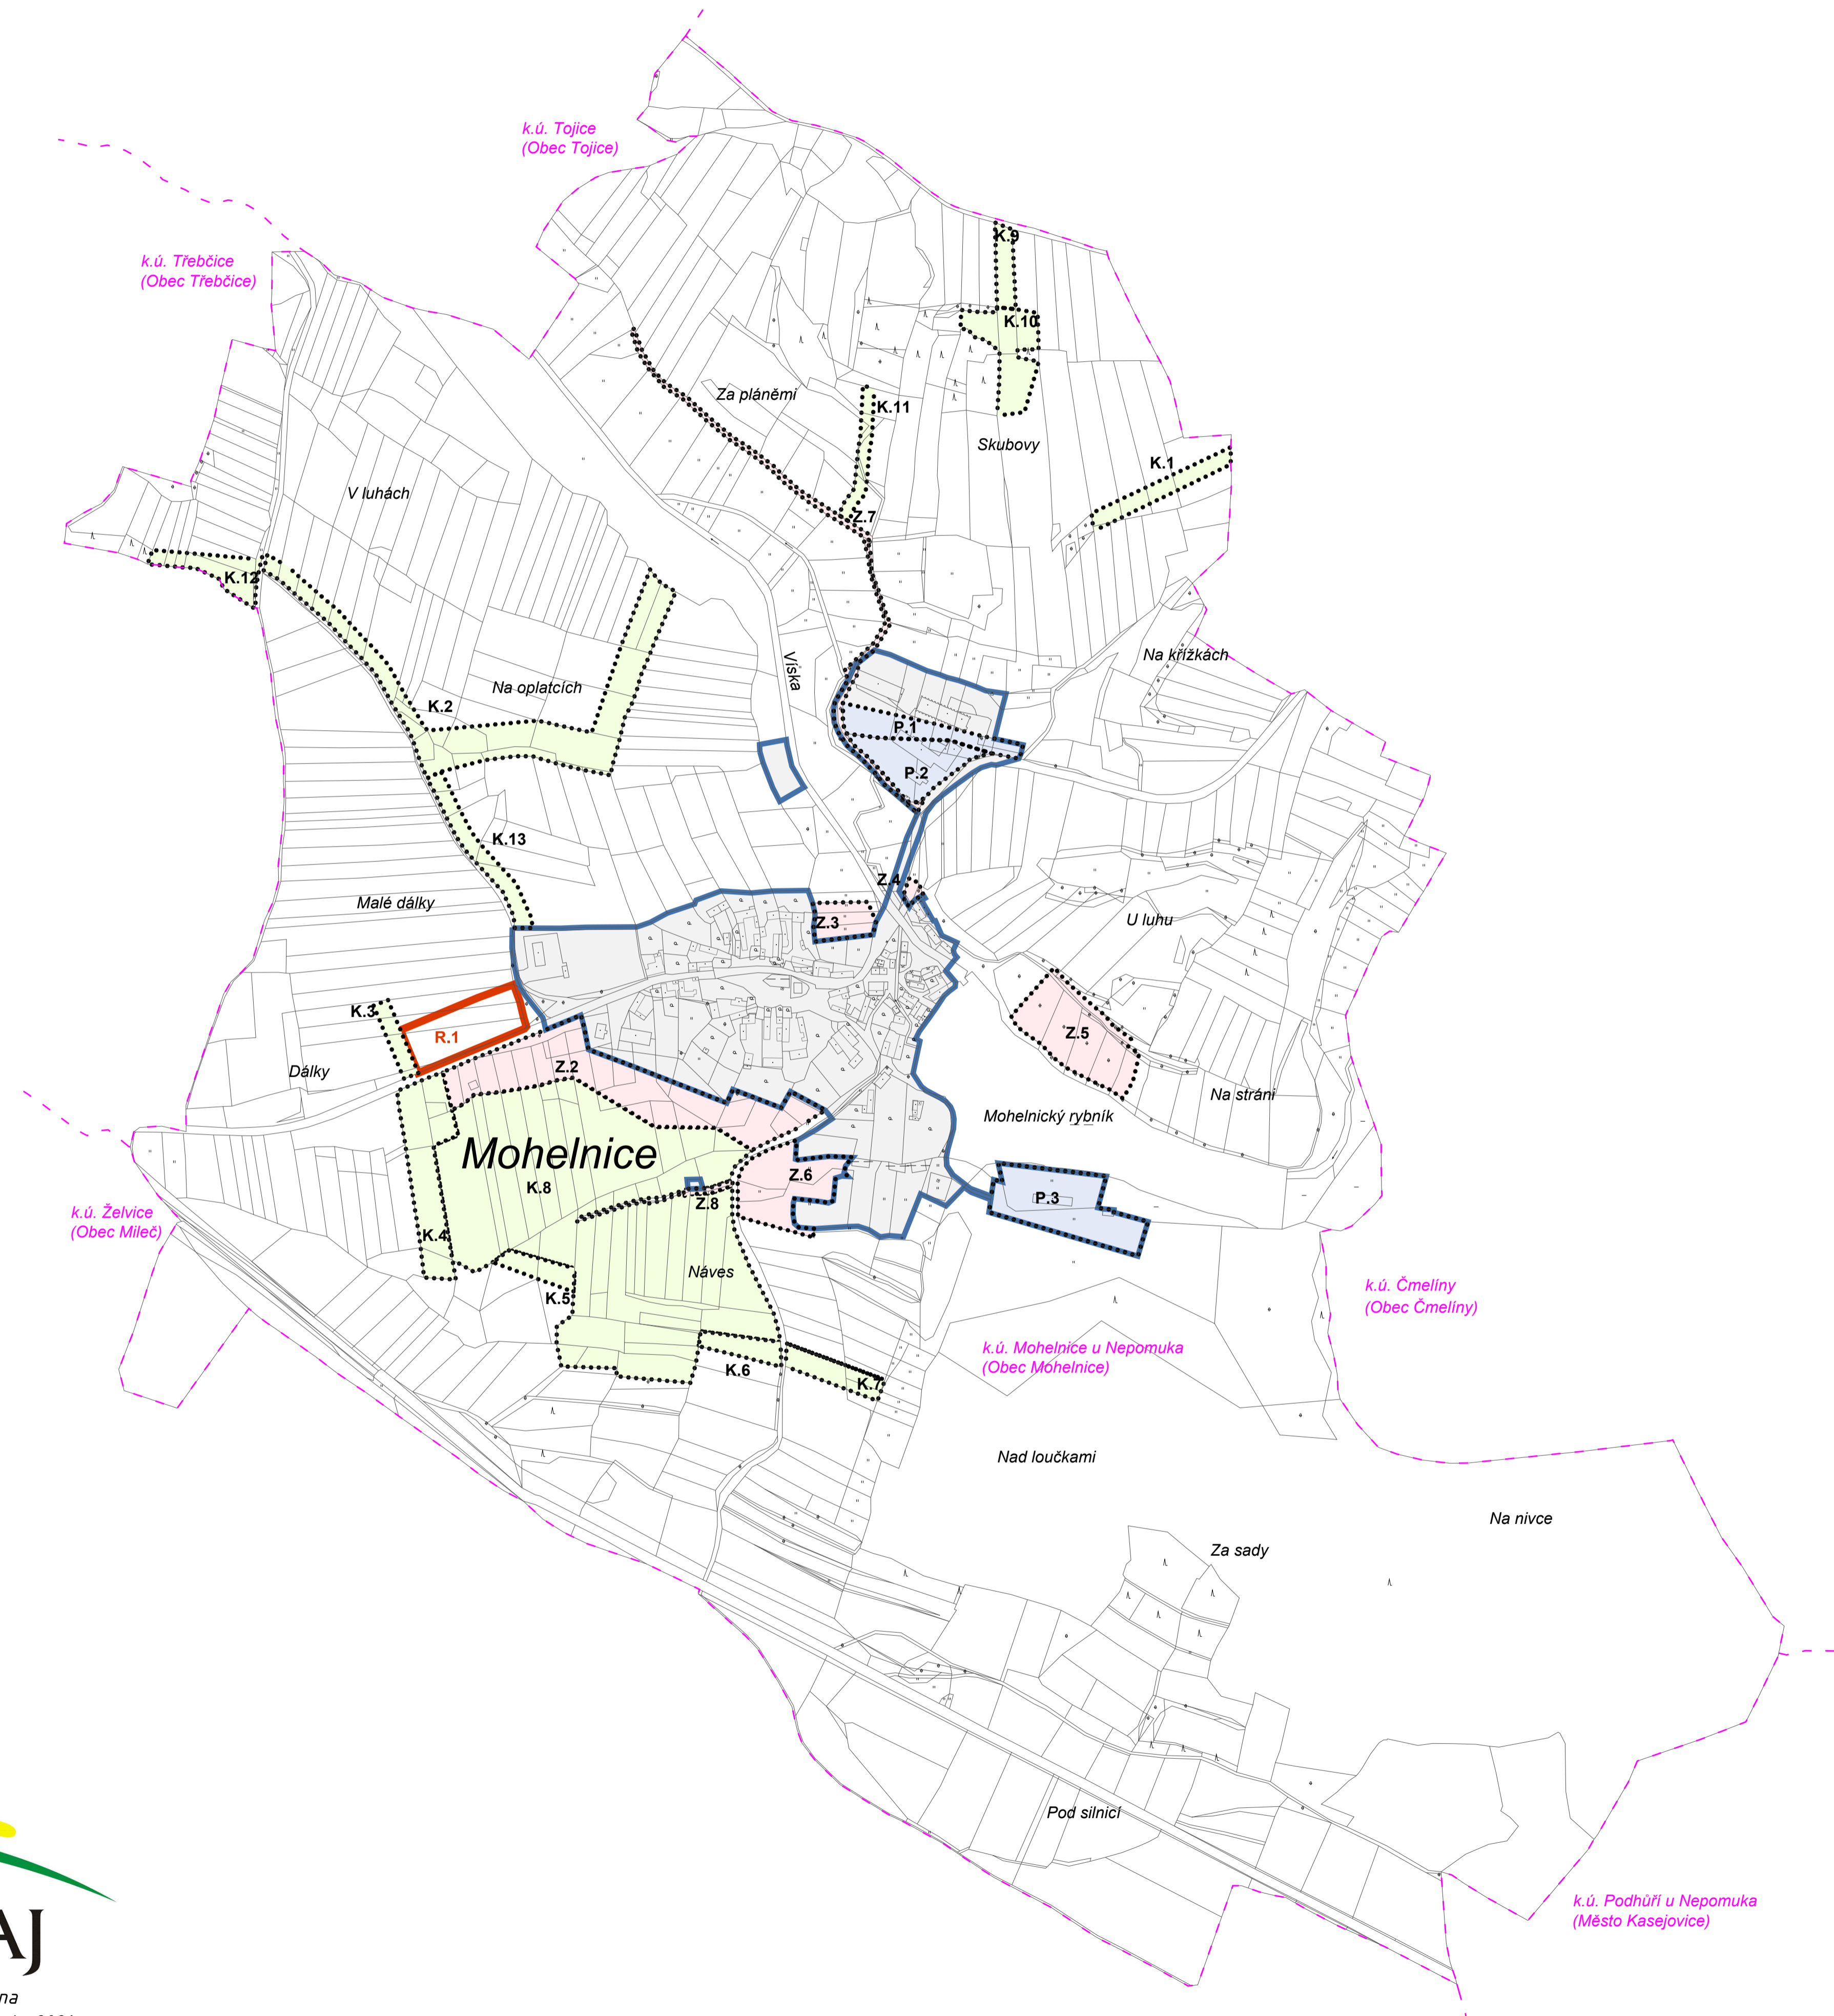 k.ú. Tojice
(Obec Tojice)
K.9
k.ú. Třebčice
(Obec Třebčice)
K.10
Za pláněmi
K.11
Skubovy
K.1
V luhách
Z.7
K.12
Na křížkách
Víska
Na oplatcích
K.2
P.1
P.2
K.13
Z.4
Malé dálky
Z.3
U luhu
K.3
R.1
Z.5
Z.2
Dálky
Na stráni
Mohelnický rybník
Mohelnice
Z.6
K.8
P.3
Z.8
k.ú. Želvice
(Obec Mileč)
K.4
Náves
K.5
k.ú. Čmelíny
(Obec Čmelíny)
k.ú. Mohelnice u Nepomuka
(Obec Mohelnice)
K.6
K.7
Nad loučkami
Na nivce
Za sady
Pod silnicí
k.ú. Podhůří u Nepomuka
(Město Kasejovice)
AJ
na